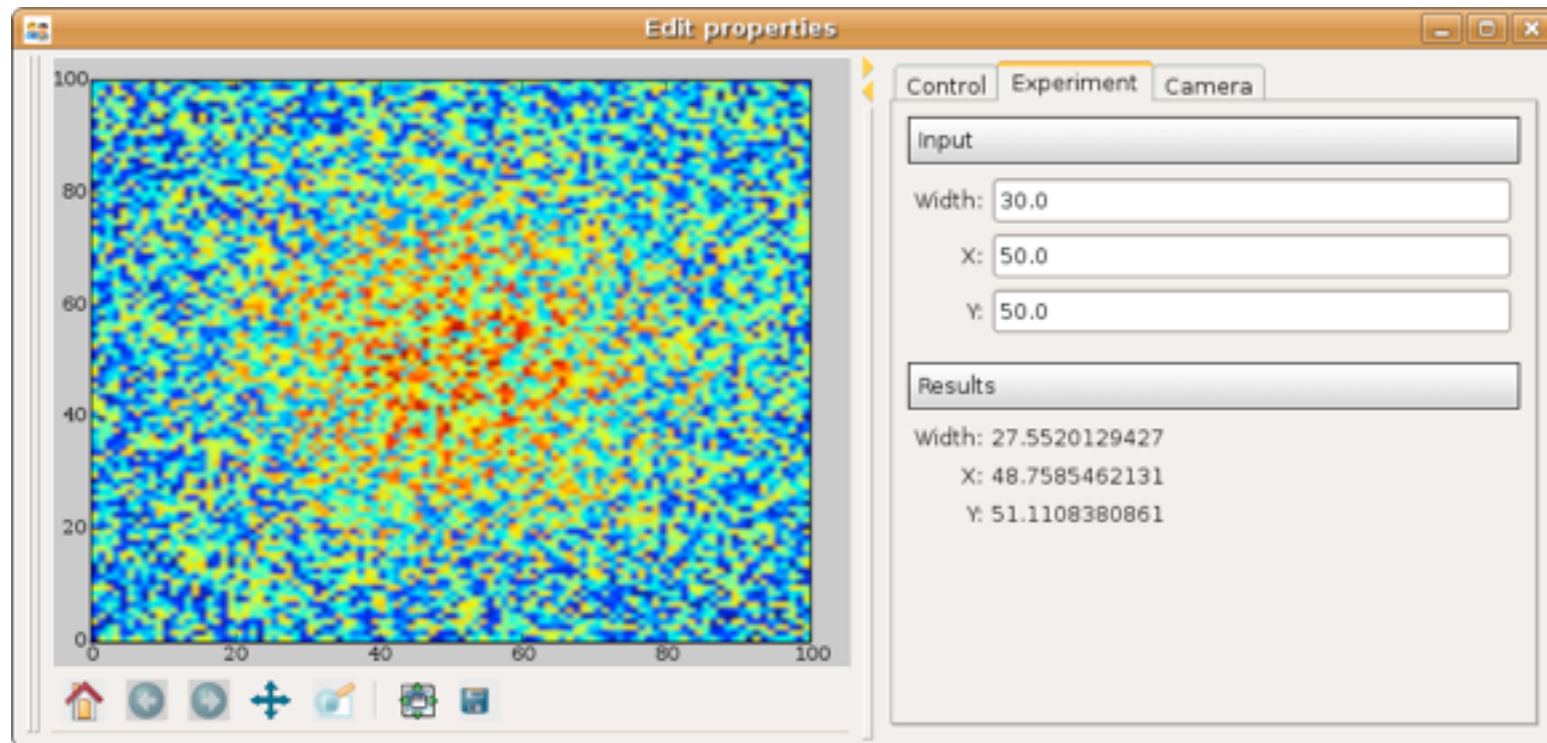 Edit properties
100
80
60
40
20
0
0 20 40 60 80 100
Control Experiment Camera
Input
Width: 30.0
X: 50.0
Y: 50.0
Results
Width: 27.5520129427
X: 48.7585462131
Y: 51.1108380861